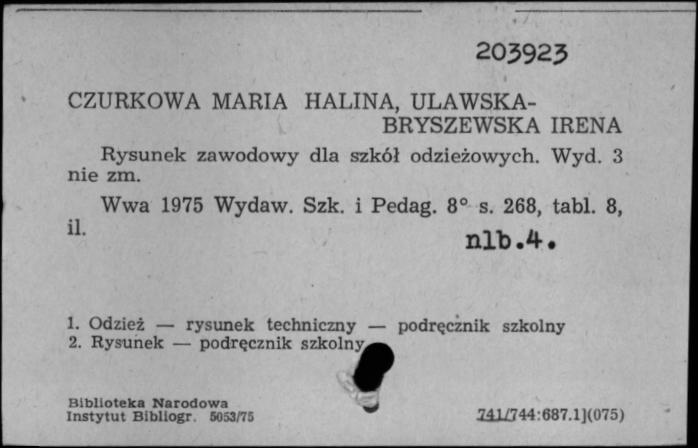 203923
CZURKOWA MARIA HALINA, ULAWSKA-
BRYSZEWSKA IRENA
Rysunek zawodowy dla szkół odzieżowych. Wyd. 3
nie zm.
Wwa 1975 Wydaw. Szk. i Pedag. 8° s. 268, tabl. 8,
il.
nlb.4.
1. Odzież — rysunek techniczny — podręcznik szkolny
2. Rysunek — podręcznik szkolny
Biblioteka Narodowa
Instytut Bibliogr. 5053/75
741/744:687.1](075)